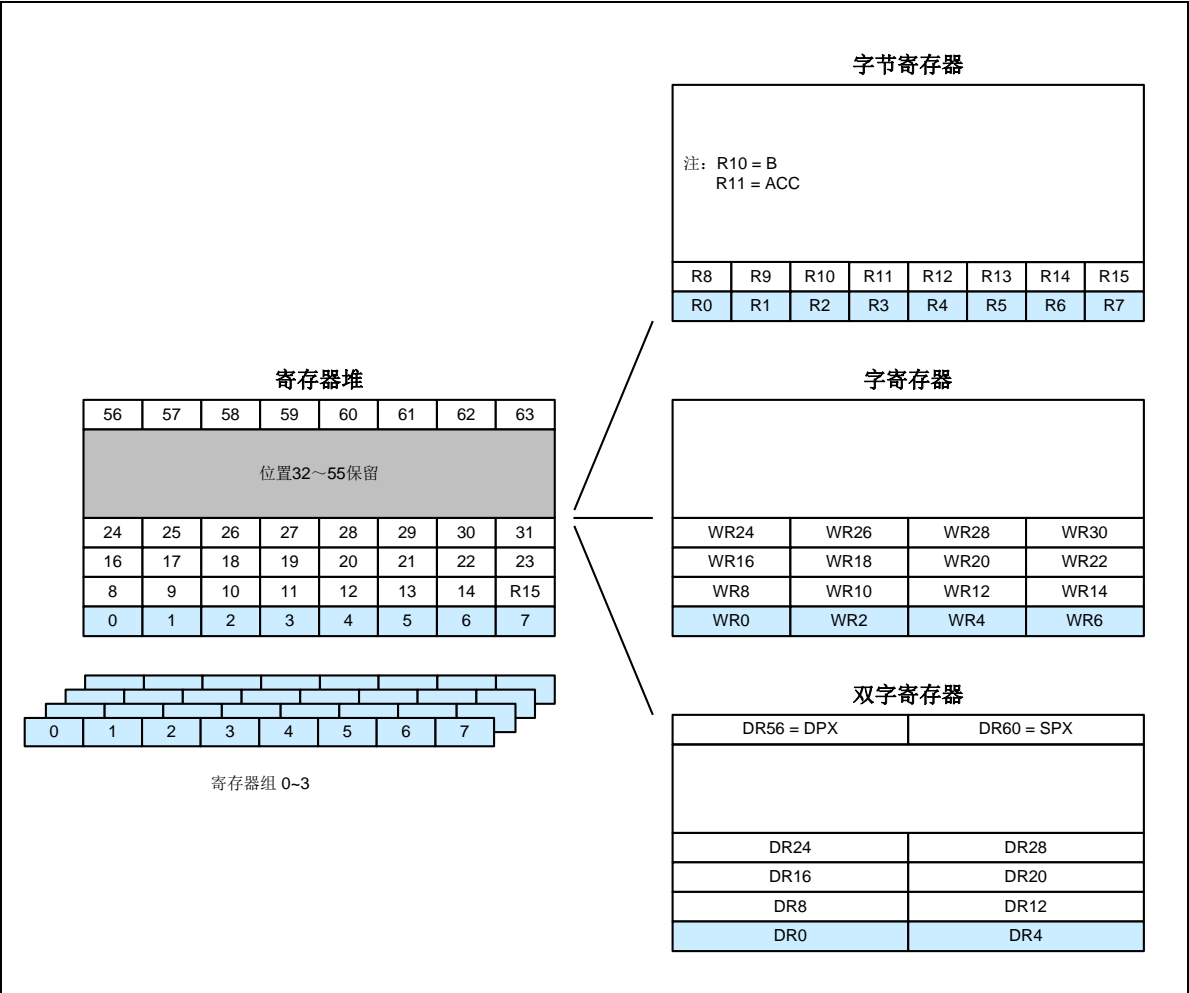 字节寄存器
注：R10 = B
R11 = ACC
R8 R9 R10 R11 R12 R13 R14 R15
R0 R1 R2 R3 R4 R5 R6 R7
寄存器堆
56 57 58 59 60 61 62 63
位置32～55保留
24 25 26 27 28 29 30 31
16 17 18 19 20 21 22 23
8 9 10 11 12 13 14 R15
0 1 2 3 4 5 6 7
0 1 2 3 4 5 6 7
寄存器组 0~3
字寄存器
WR24 WR26 WR28 WR30
WR16 WR18 WR20 WR22
WR8 WR10 WR12 WR14
WR0 WR2 WR4 WR6
双字寄存器
DR56 = DPX DR60 = SPX
DR24 DR28
DR16 DR20
DR8 DR12
DR0 DR4